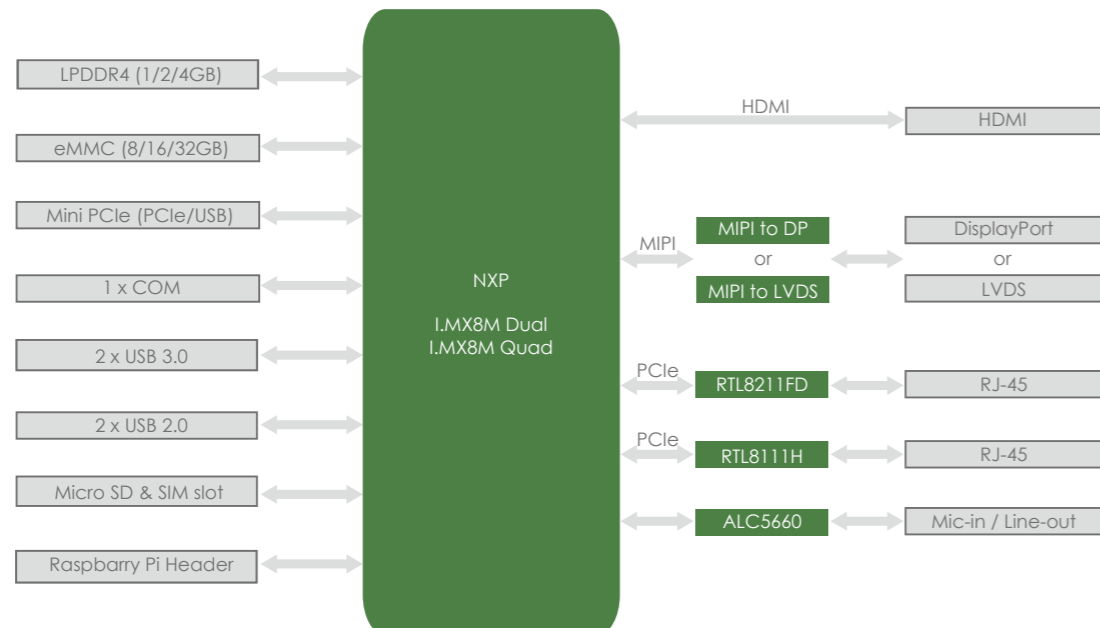 LPDDR4 (1/2/4GB)
eMMC (8/16/32GB)
Mini PCIe (PCIe/USB)
1 x COM
2 x USB 3.0
2 x USB 2.0
Micro SD & SIM slot
Raspbarry Pi Header
NXP
I.MX8M Dual
I.MX8M Quad
HDMI
HDMI
MIPI
MIPI to DP
or
MIPI to LVDS
DisplayPort
or
LVDS
PCIe
RTL8211FD
RJ-45
PCIe
RTL8111H
RJ-45
ALC5660
Mic-in / Line-out